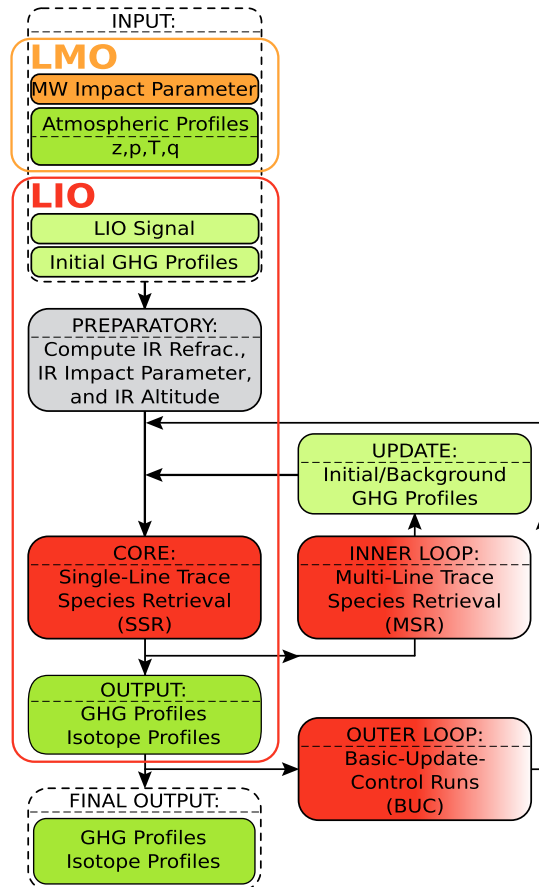 INPUT:
LMO
MW Impact Parameter
Atmospheric Profiles
z,p,T,q
LIO
LIO Signal
Initial GHG Profiles
PREPARATORY:
Compute IR Refrac.,
IR Impact Parameter,
and IR Altitude
UPDATE:
Initial/Background
GHG Profiles
CORE:
Single-Line Trace
Species Retrieval
(SSR)
INNER LOOP:
Multi-Line Trace
Species Retrieval
(MSR)
OUTPUT:
GHG Profiles
Isotope Profiles
OUTER LOOP:
Basic-Update-
Control Runs
(BUC)
FINAL OUTPUT:
GHG Profiles
Isotope Profiles